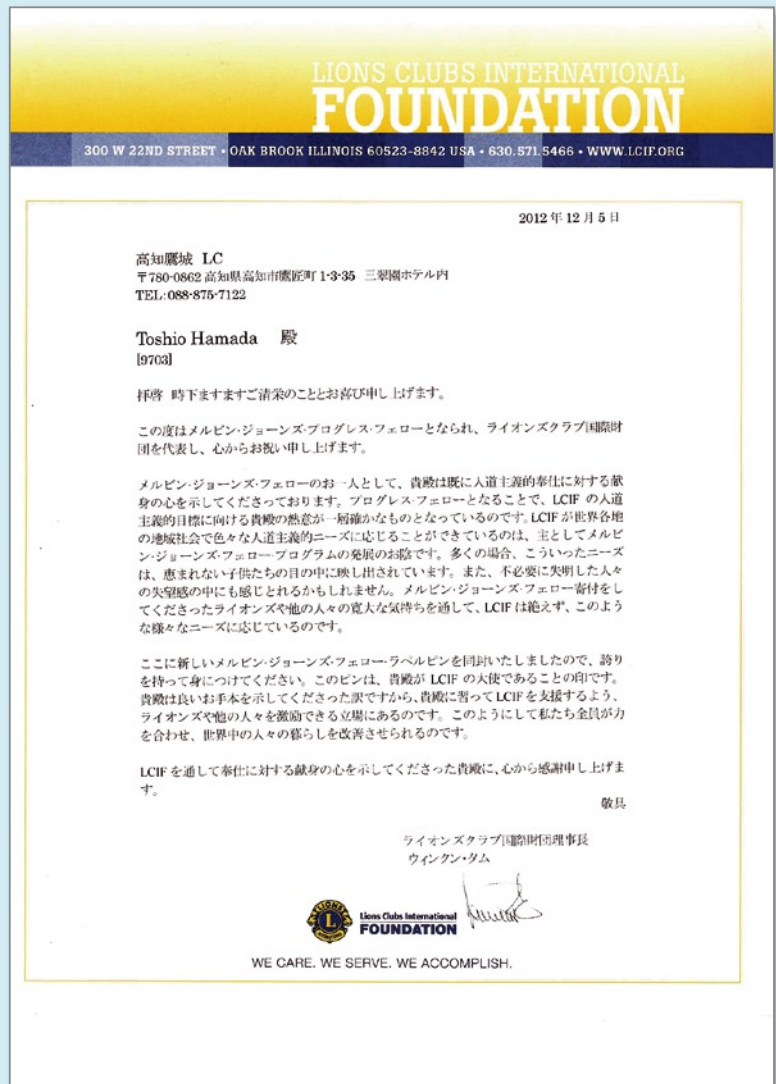 LIONS CLUBS INTERNATIONAL
FOUNDATION
300 W 22ND STREET • OAK BROOK ILLINOIS 60523-8842 USA • 630.571.5466 • WWW.LCIF.ORG
2012年12月5日
高知鷹城 LC
〒780-0862 高知県高知市鷹匠町 1-3-35 三翠園ホテル内
TEL:088-875-7122
Toshio Hamada 殿
[9703]
拝啓 時下ますますご清栄のこととお喜び申し上げます。
この度はメルビン・ジョーンズ・プログレス・フェローとなられ、ライオンズクラブ国際財
団を代表し、心からお祝い申し上げます。
メルビン・ジョーンズ・フェローのお一人として、貴殿は既に人道主義的奉仕に対する献
身の心を示してくださっております。プログレス・フェローとなることで、LCIF の人道
主義的目標に向ける貴殿の熱意が一層確かなものとなっているのです。LCIF が世界各地
の地域社会で色々な人道主義的ニーズに応じることができているのは、主としてメルビ
ン・ジョーンズ・フェロー・プログラムの発展のお陰です。多くの場合、こういったニーズ
は、恵まれない子供たちの目の中に映し出されています。また、不必要に失明した人々
の失望感の中にも感じとれるかもしれません。メルビン・ジョーンズ・フェロー寄付をし
てくださったライオンズや他の人々の寛大な気持ちを通して、LCIF は絶えず、このよう
な様々なニーズに応じているのです。
ここに新しいメルビン・ジョーンズ・フェロー・ラペルピンを同封いたしましたので、誇り
を持って身につけてください。このピンは、貴殿が LCIF の大使であることの印です。
貴殿は良いお手本を示してくださった訳ですから、貴殿に習って LCIF を支援するよう、
ライオンズや他の人々を激励できる立場にあるのです。このようにして私たち全員が力
を合わせ、世界中の人々の暮らしを改善させられるのです。
LCIF を通して奉仕に対する献身の心を示してくださった貴殿に、心から感謝申し上げま
す。
敬具
ライオンズクラブ国際財団理事長
ウィンクン・タム
LIONS
L
INTERNATIONAL
Lions Clubs International
FOUNDATION
WE CARE. WE SERVE. WE ACCOMPLISH.